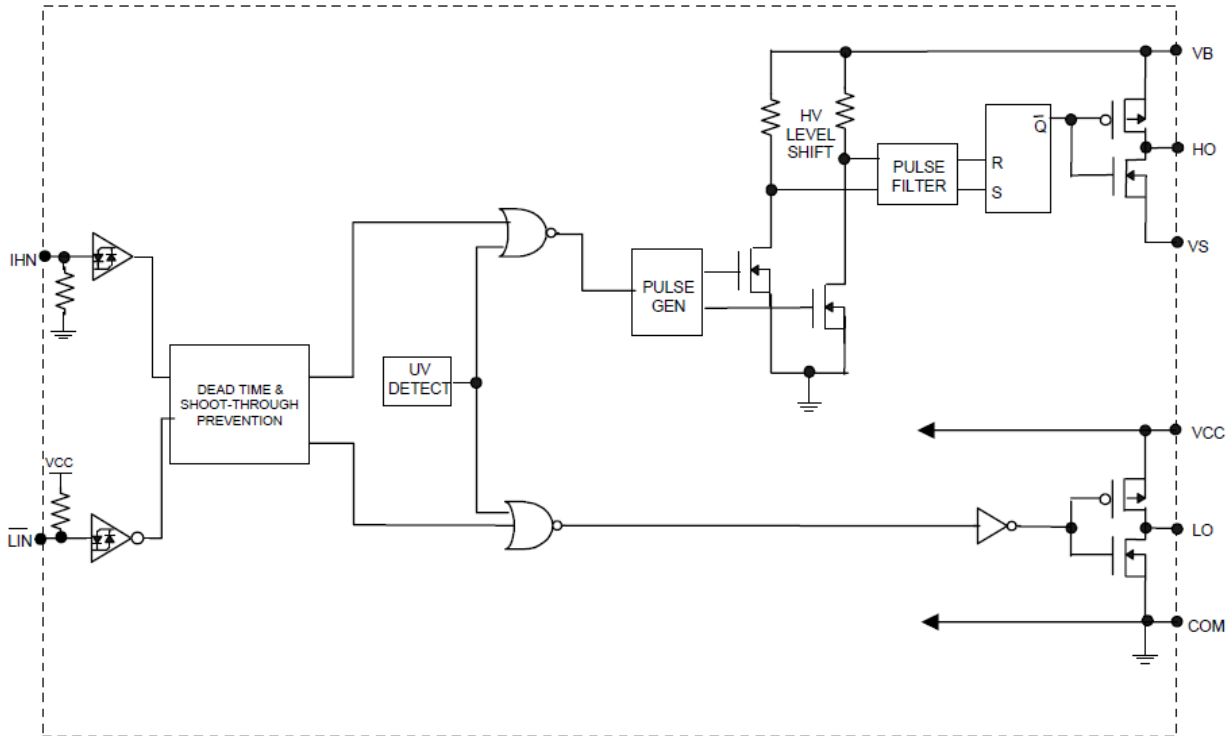 VB
HV
LEVEL
SHIFT
Q̅
PULSE
FILTER
R
S
HO
VS
IHN
PULSE
GEN
UV
DETECT
DEAD TIME &
SHOOT-THROUGH
PREVENTION
VCC
VCC
L̅I̅N̅
LO
COM